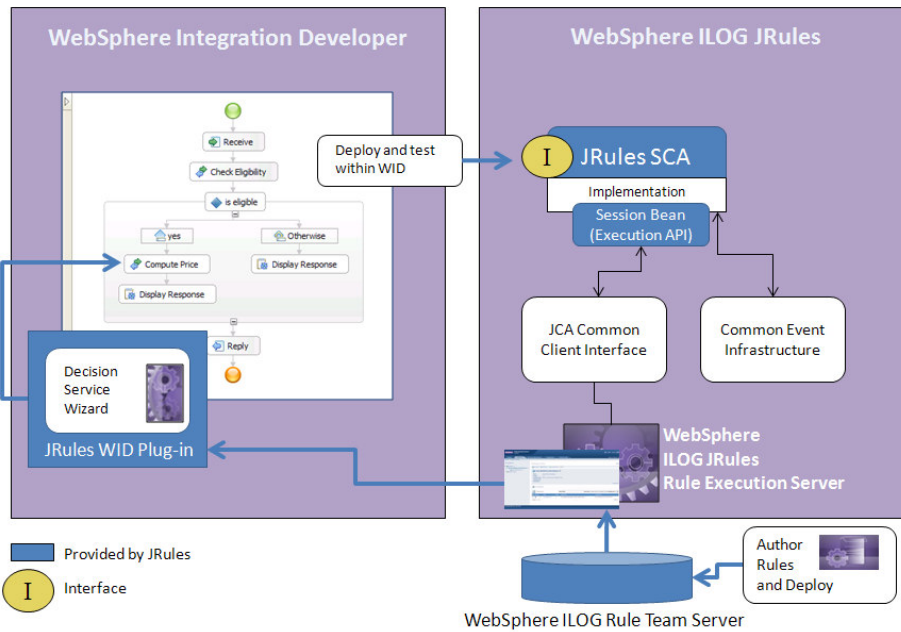 WebSphere Integration Developer
WebSphere ILOG JRules
Receive
Check Eligibility
is eligible
yes
Otherwise
Compute Price
Display Response
Display Response
Reply
Deploy and test
within WID
I
JRules SCA
Implementation
Session Bean
(Execution API)
JCA Common
Client Interface
Common Event
Infrastructure
Decision
Service
Wizard
JRules WID Plug-in
WebSphere
ILOG JRules
Rule Execution Server
Provided by JRules
I
Interface
Author
Rules
and Deploy
WebSphere ILOG Rule Team Server